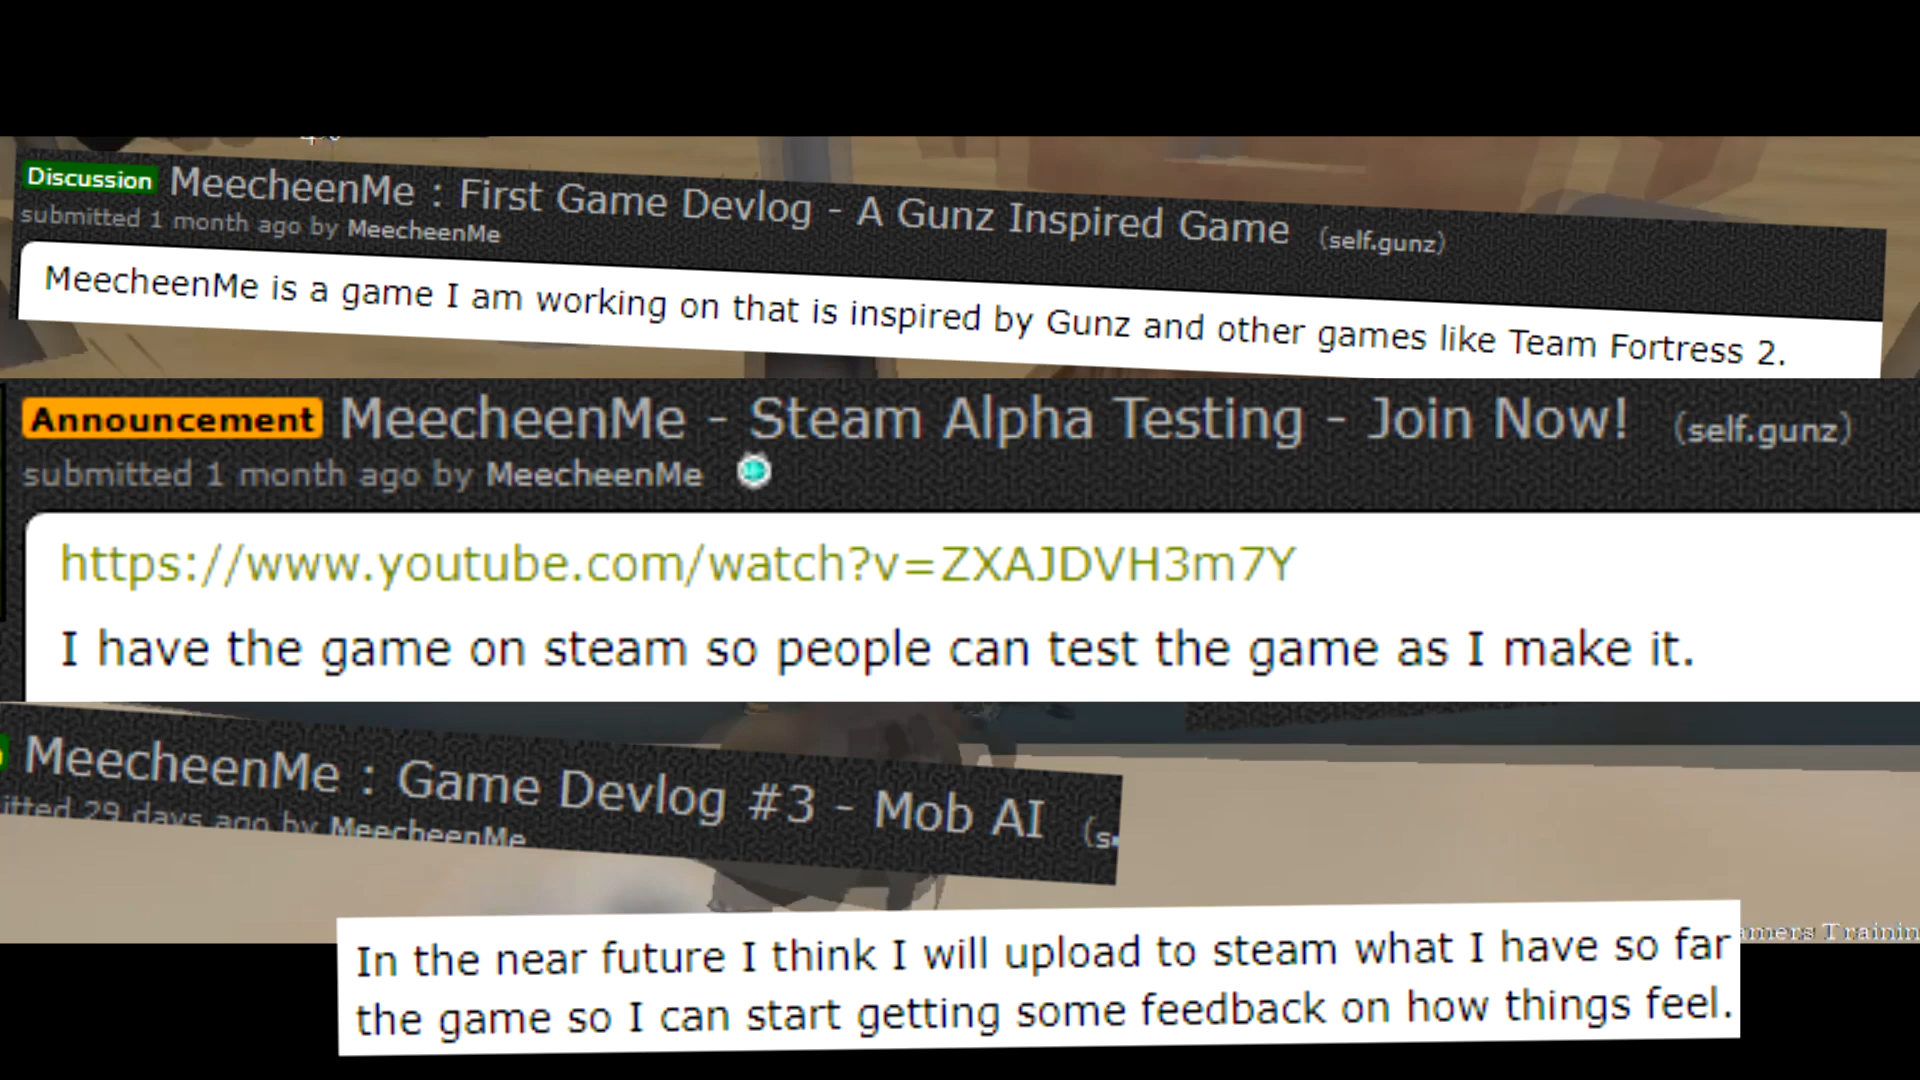 Discussion MeecheenMe : First Game Devlog - A Gunz Inspired Game (self.gunz)
submitted 1 month ago by MeecheenMe
MeecheenMe is a game I am working on that is inspired by Gunz and other games like Team Fortress 2.
Announcement MeecheenMe - Steam Alpha Testing - Join Now! (self.gunz)
submitted 1 month ago by MeecheenMe
https://www.youtube.com/watch?v=ZXAJDVH3m7Y
I have the game on steam so people can test the game as I make it.
MeecheenMe : Game Devlog #3 - Mob AI (s
itted 29 days ago by MeecheenMe
amers Trainin
In the near future I think I will upload to steam what I have so far
the game so I can start getting some feedback on how things feel.